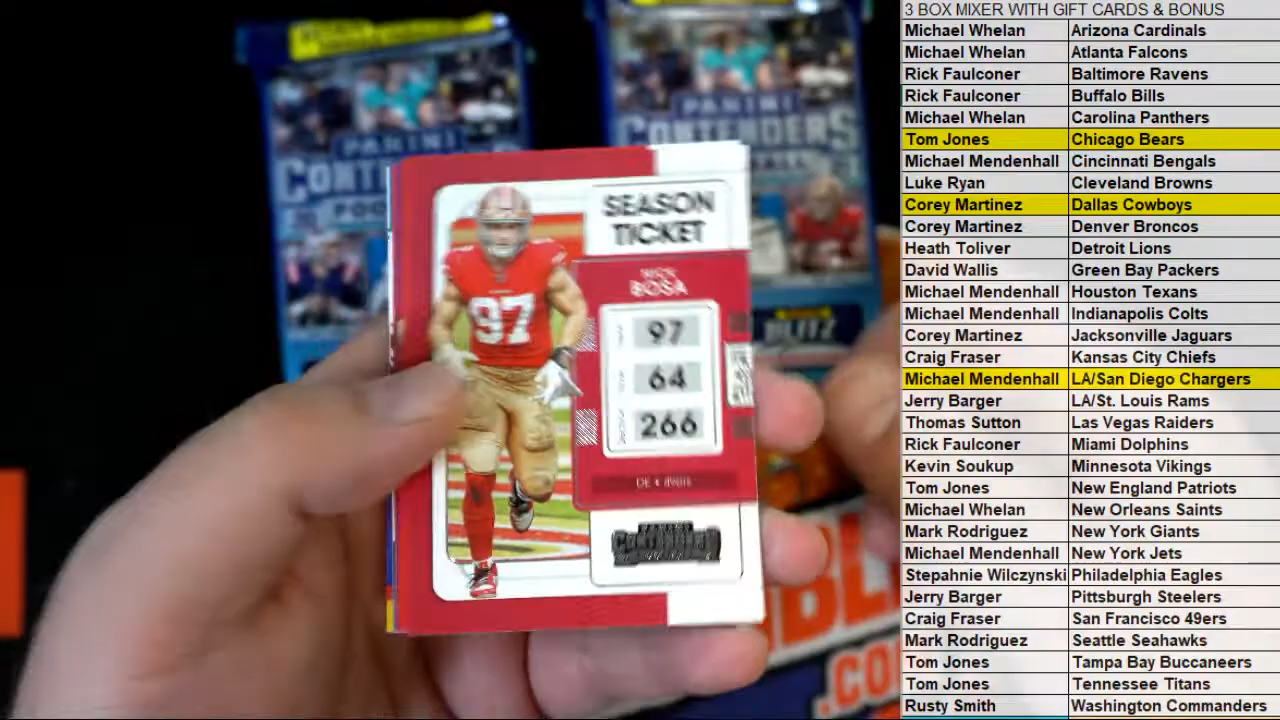 3 BOX MIXER WITH GIFT CARDS & BONUS
Michael Whelan Arizona Cardinals
Michael Whelan Atlanta Falcons
Rick Faulconer Baltimore Ravens
Rick Faulconer Buffalo Bills
Michael Whelan Carolina Panthers
Tom Jones Chicago Bears
Michael Mendenhall Cincinnati Bengals
Luke Ryan Cleveland Browns
Corey Martinez Dallas Cowboys
Corey Martinez Denver Broncos
Heath Toliver Detroit Lions
David Wallis Green Bay Packers
Michael Mendenhall Houston Texans
Michael Mendenhall Indianapolis Colts
Corey Martinez Jacksonville Jaguars
Craig Fraser Kansas City Chiefs
Michael Mendenhall LA/San Diego Chargers
Jerry Barger LA/St. Louis Rams
Thomas Sutton Las Vegas Raiders
Rick Faulconer Miami Dolphins
Kevin Soukup Minnesota Vikings
Tom Jones New England Patriots
Michael Whelan New Orleans Saints
Mark Rodriguez New York Giants
Michael Mendenhall New York Jets
Stepahnie Wilczynski Philadelphia Eagles
Jerry Barger Pittsburgh Steelers
Craig Fraser San Francisco 49ers
Mark Rodriguez Seattle Seahawks
Tom Jones Tampa Bay Buccaneers
Tom Jones Tennessee Titans
Rusty Smith Washington Commanders
PANINI
PANINI
CONTENDERS
SEASON
TICKET
NICK
BOSA
97
97
64
266
DE • 49ers
PANINI
CONTENDERS
BLITZ
.CO